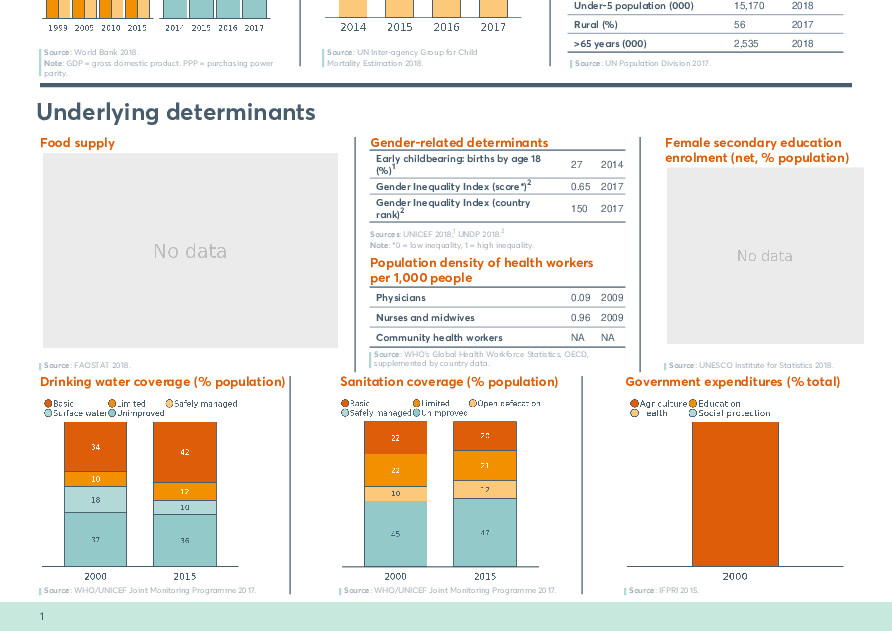 1999 2005 2010 2015
2014 2015 2016 2017
Source: World Bank 2018.
Note: GDP = gross domestic product. PPP = purchasing power
parity.
2014 2015 2016 2017
Source: UN Inter-agency Group for Child
Mortality Estimation 2018.
Under-5 population (000) 15,170 2018
Rural (%) 56 2017
>65 years (000) 2,535 2018
Source: UN Population Division 2017.
Underlying determinants
Food supply
No data
Source: FAOSTAT 2018.
Gender-related determinants
Early childbearing: births by age 18
(%)1 27 2014
Gender Inequality Index (score*)2 0.65 2017
Gender Inequality Index (country
rank)2 150 2017
Sources: UNICEF 2018,1 UNDP 2018.2
Note: *0 = low inequality, 1 = high inequality.
Population density of health workers
per 1,000 people
Physicians 0.09 2009
Nurses and midwives 0.96 2009
Community health workers NA NA
Source: WHO's Global Health Workforce Statistics, OECD,
supplemented by country data.
Female secondary education
enrolment (net, % population)
No data
Source: UNESCO Institute for Statistics 2018.
Drinking water coverage (% population)
Basic Limited Safely managed
Surface water Unimproved
34 42
10 12
18 10
37 36
2000 2015
Source: WHO/UNICEF Joint Monitoring Programme 2017.
Sanitation coverage (% population)
Basic Limited Open defecation
Safely managed Unimproved
22 20
22 21
10 12
45 47
2000 2015
Source: WHO/UNICEF Joint Monitoring Programme 2017.
Government expenditures (% total)
Agriculture Education
Health Social protection
2000
Source: IFPRI 2015.
1